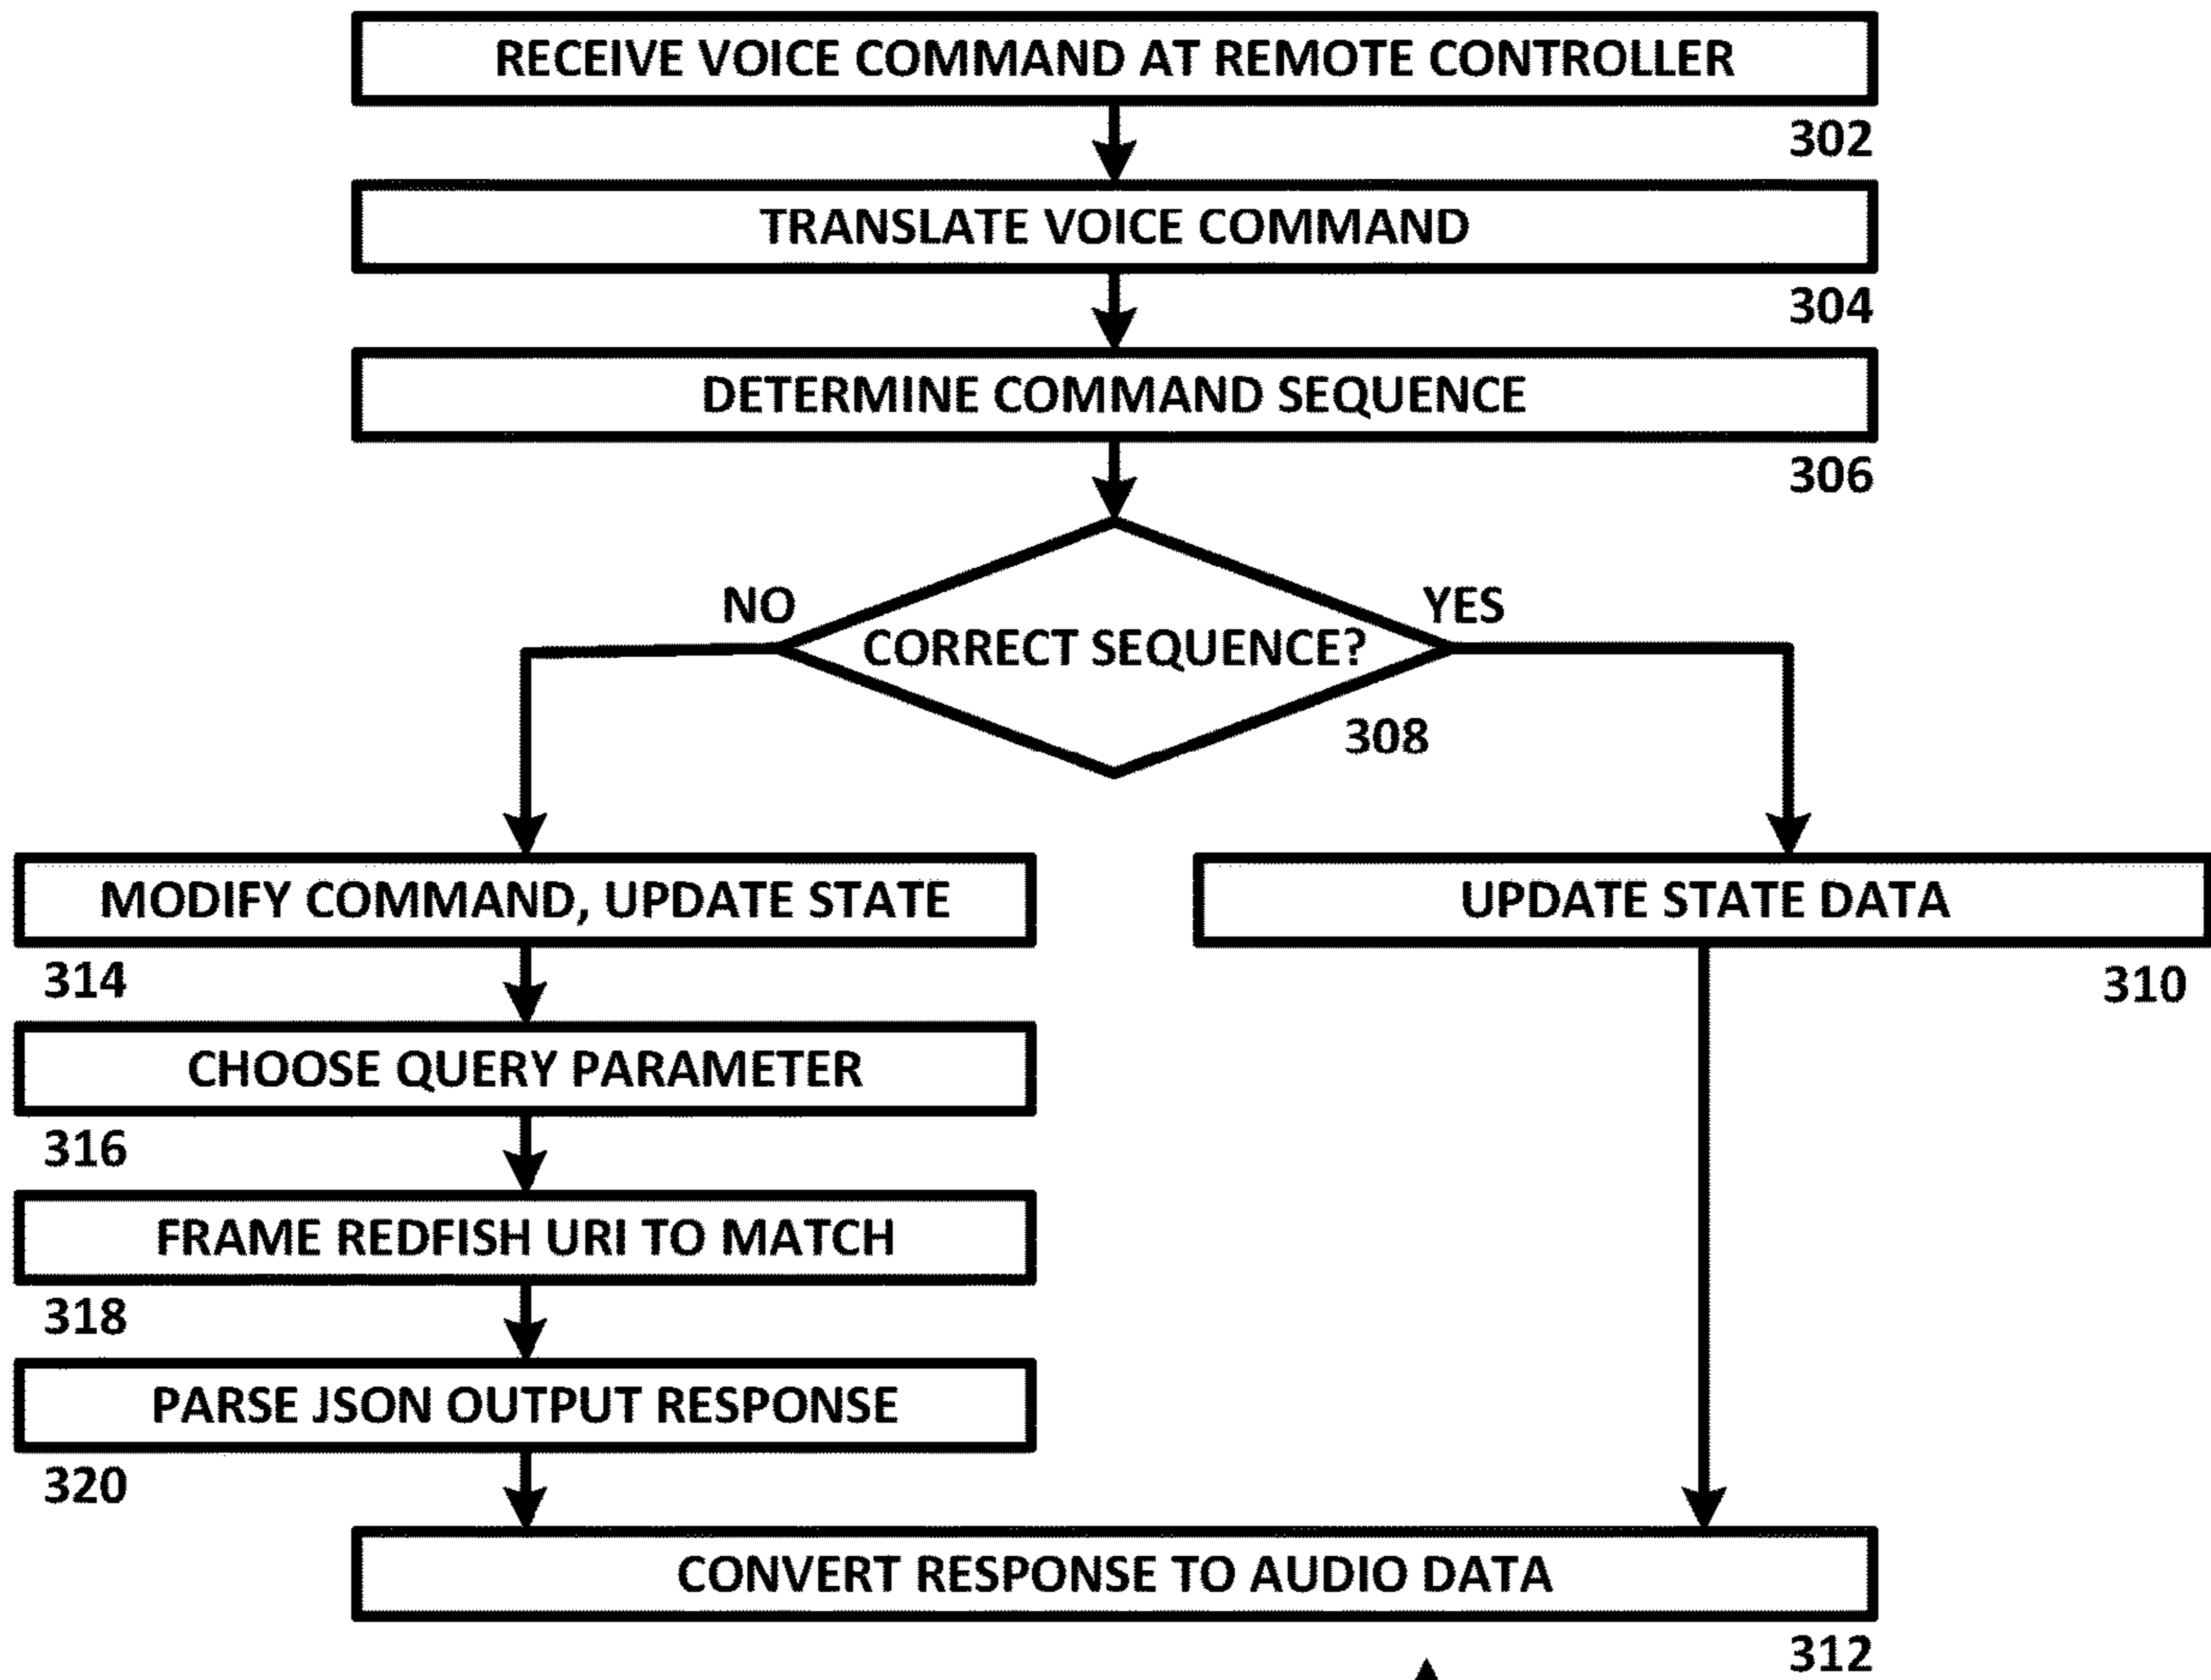 RECEIVE VOICE COMMAND AT REMOTE CONTROLLER
302
TRANSLATE VOICE COMMAND
304
DETERMINE COMMAND SEQUENCE
306
NO
YES
CORRECT SEQUENCE?
308
MODIFY COMMAND, UPDATE STATE
314
UPDATE STATE DATA
310
CHOOSE QUERY PARAMETER
316
FRAME REDFISH URI TO MATCH
318
PARSE JSON OUTPUT RESPONSE
320
CONVERT RESPONSE TO AUDIO DATA
312